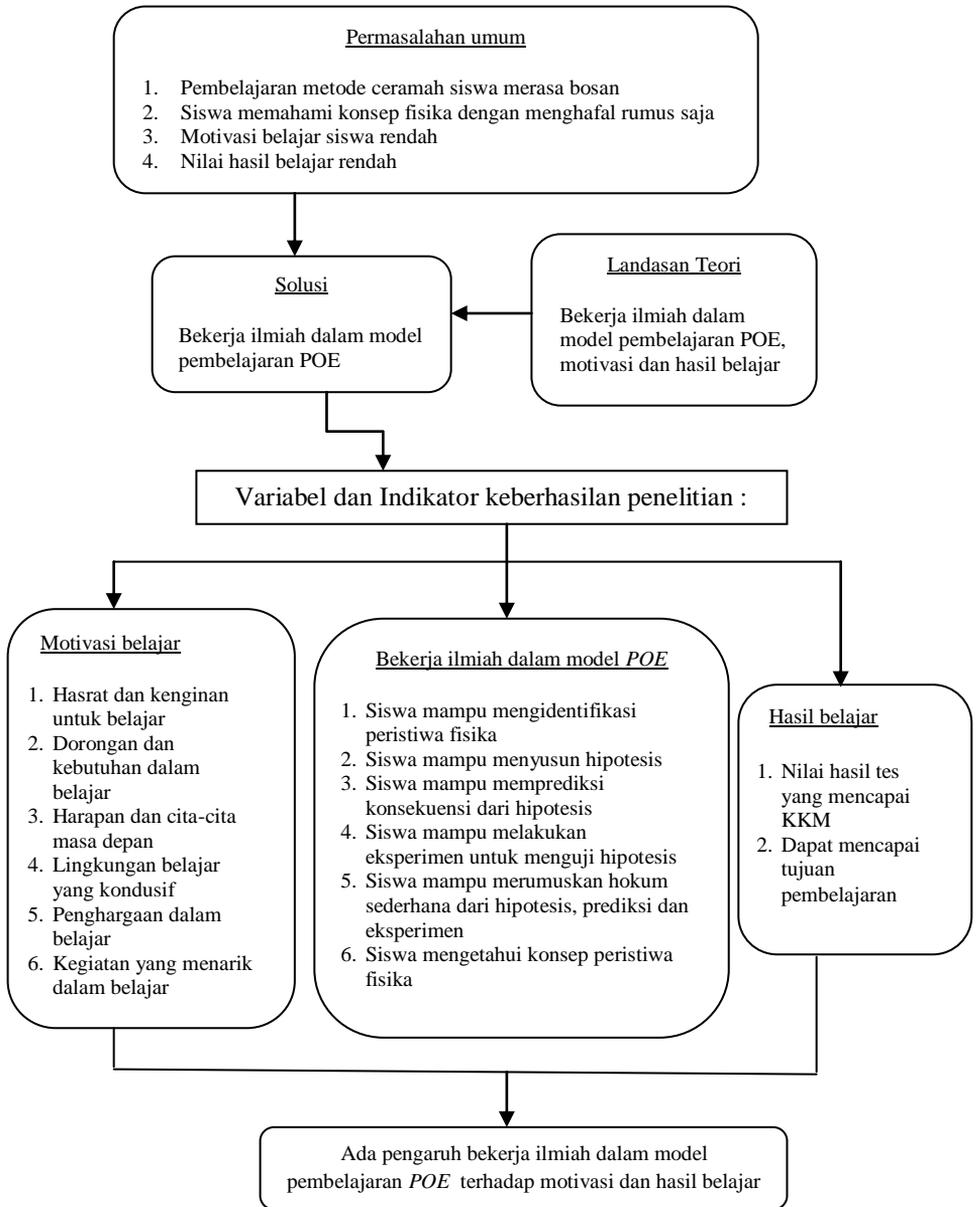 Permasalahan umum
1. Pembelajaran metode ceramah siswa merasa bosan
2. Siswa memahami konsep fisika dengan menghafal rumus saja
3. Motivasi belajar siswa rendah
4. Nilai hasil belajar rendah
Solusi
Bekerja ilmiah dalam model
pembelajaran POE
Landasan Teori
Bekerja ilmiah dalam
model pembelajaran POE,
motivasi dan hasil belajar
Variabel dan Indikator keberhasilan penelitian :
Motivasi belajar
1. Hasrat dan kenginan
untuk belajar
2. Dorongan dan
kebutuhan dalam
belajar
3. Harapan dan cita-cita
masa depan
4. Lingkungan belajar
yang kondusif
5. Penghargaan dalam
belajar
6. Kegiatan yang menarik
dalam belajar
Bekerja ilmiah dalam model POE
1. Siswa mampu mengidentifikasi
peristiwa fisika
2. Siswa mampu menyusun hipotesis
3. Siswa mampu memprediksi
konsekuensi dari hipotesis
4. Siswa mampu melakukan
eksperimen untuk menguji hipotesis
5. Siswa mampu merumuskan hokum
sederhana dari hipotesis, prediksi dan
eksperimen
6. Siswa mengetahui konsep peristiwa
fisika
Hasil belajar
1. Nilai hasil tes
yang mencapai
KKM
2. Dapat mencapai
tujuan
pembelajaran
Ada pengaruh bekerja ilmiah dalam model
pembelajaran POE terhadap motivasi dan hasil belajar